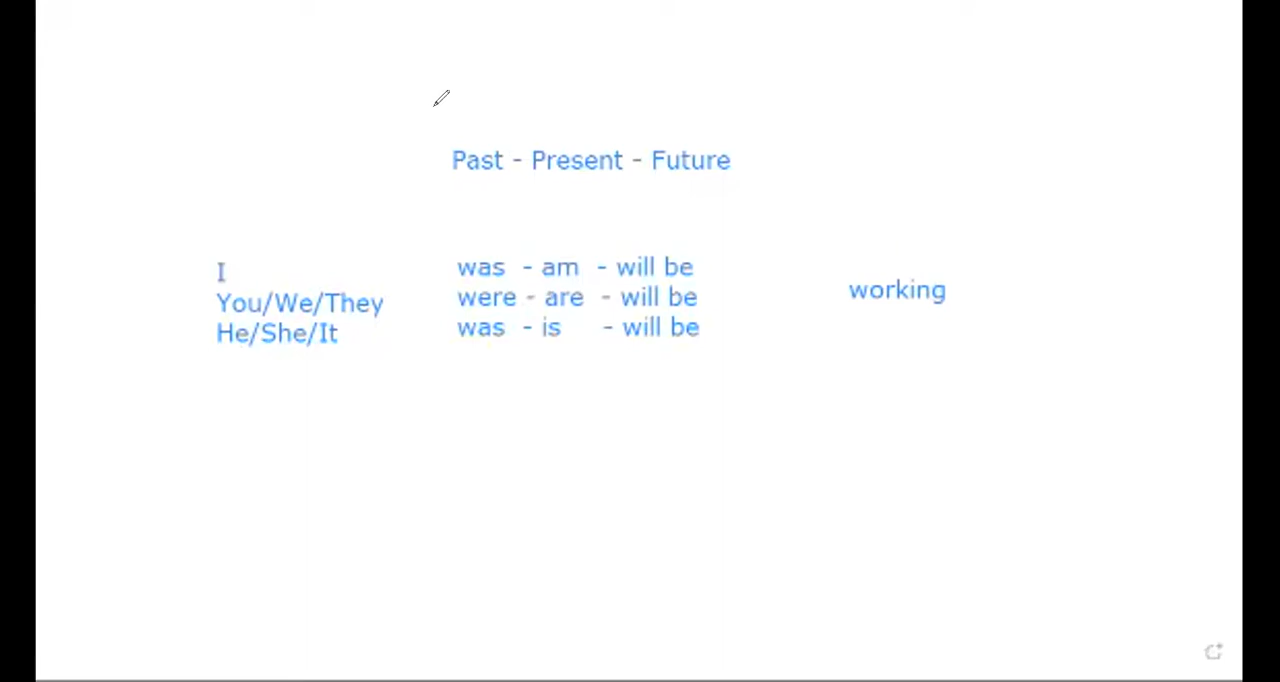 Past - Present - Future
I was - am - will be
You/We/They were - are - will be working
He/She/It was - is - will be